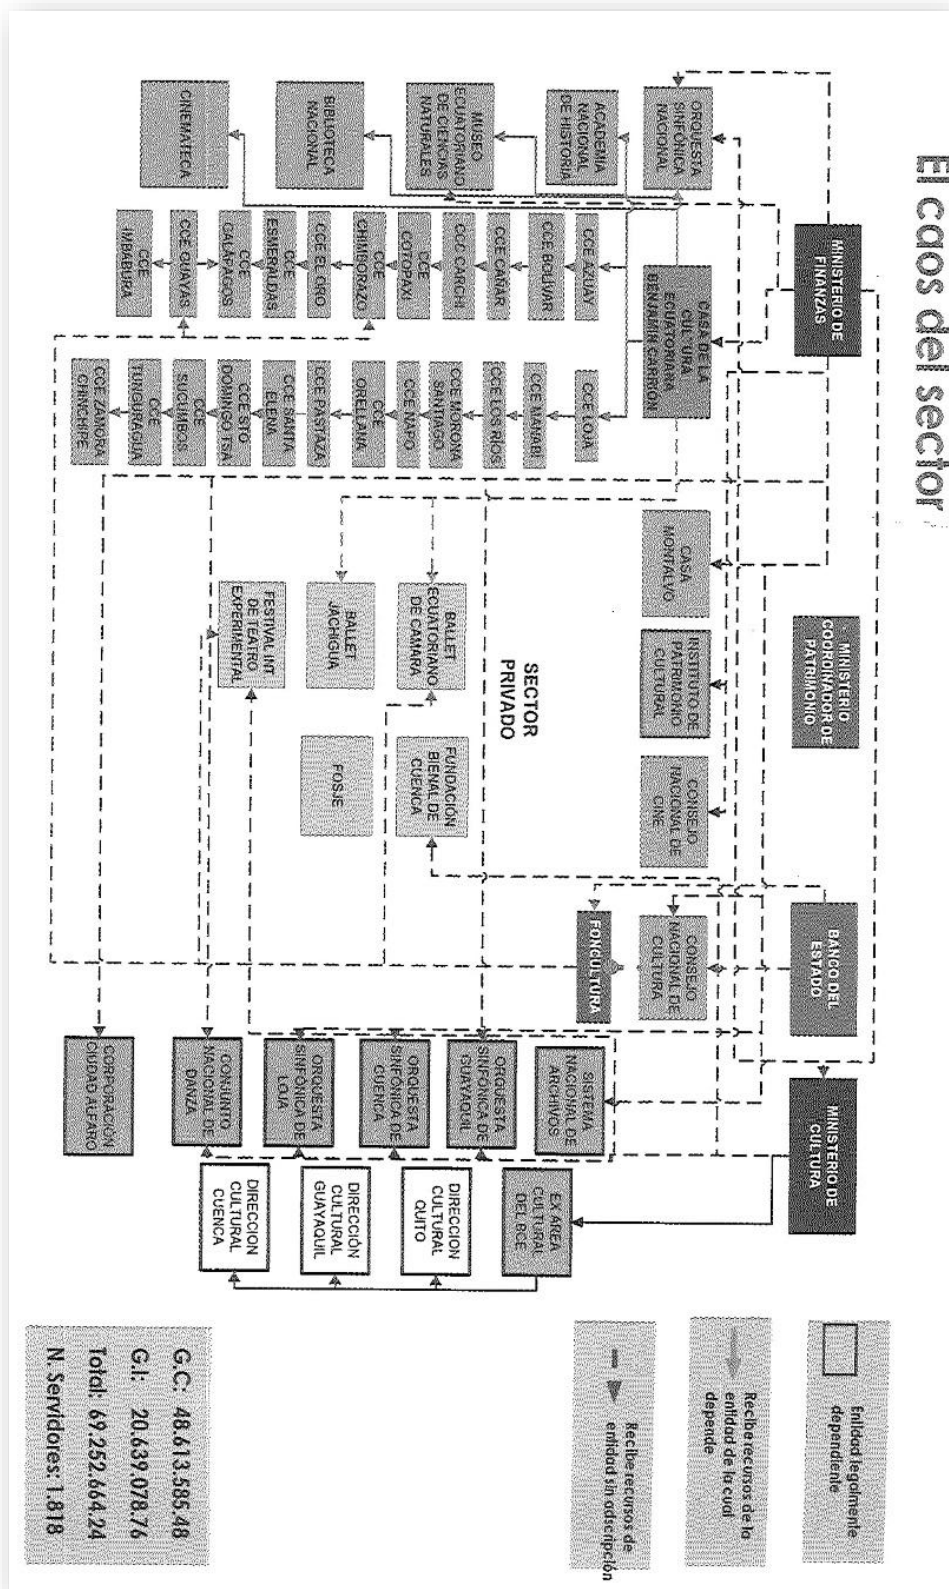 El caos del sector
MINISTERIO DE
FINANZAS
MINISTERIO
COORDINADOR DE
PATRIMONIO
BANCO DEL
ESTADO
MINISTERIO DE
CULTURA
ORQUESTA
SINFÓNICA
NACIONAL
ACADEMIA
NACIONAL
DE HISTORIA
MUSEO
ECUATORIANO
DE CIENCIAS
NATURALES
BIBLIOTECA
NACIONAL
CINEMATECA
CASA DE LA
CULTURA
ECUATORIANA
BENJAMÍN CARRIÓN
CCE AZUAY
CCE BOLÍVAR
CCE CAÑAR
CCE CARCHI
CCE
COTOPAXI
CCE
CHIMBORAZO
CCE EL ORO
CCE
ESMERALDAS
CCE
GALÁPAGOS
CCE GUAYAS
CCE
IMBABURA
CCE LOJA
CCE MANABÍ
CCE LOS RÍOS
CCE MORONA
SANTIAGO
CCE NAPO
CCE
ORELLANA
CCE PASTAZA
CCE SANTA
ELENA
CCE STO
DOMINGO TSA
CCE
SUCUMBOS
CCE
TUNGURAGUA
CCE ZAMORA
CHINCHIPE
CASA
MONTALVO
INSTITUTO DE
PATRIMONIO
CULTURAL
CONSEJO
NACIONAL DE
CINE
CONSEJO
NACIONAL DE
CULTURA
FONCULTURA
SECTOR
PRIVADO
BALLET
ECUATORIANO
DE CAMARA
BALLET
JACHIGUA
FESTIVAL INT
DE TEATRO
EXPERIMENTAL
FUNDACIÓN
BIENAL DE
CUENCA
FOSJE
SISTEMA
NACIONAL DE
ARCHIVOS
ORQUESTA
SINFÓNICA DE
GUAYAQUIL
ORQUESTA
SINFÓNICA DE
CUENCA
ORQUESTA
SINFÓNICA DE
LOJA
CONJUNTO
NACIONAL DE
DANZA
CORPORACIÓN
CIUDAD ALFARO
EX ÁREA
CULTURAL
DEL BCE
DIRECCION
CULTURAL
QUITO
DIRECCIÓN
CULTURAL
GUAYAQUIL
DIRECCION
CULTURAL
CUENCA
Entidad legalmente
dependiente
Recibe recursos de la
entidad de la cual
depende
Recibe recursos de
entidad sin adscripción
G.C: 48.613.585.48
G.I: 20.639.078.76
Total: 69.252.664.24
N. Servidores: 1.818